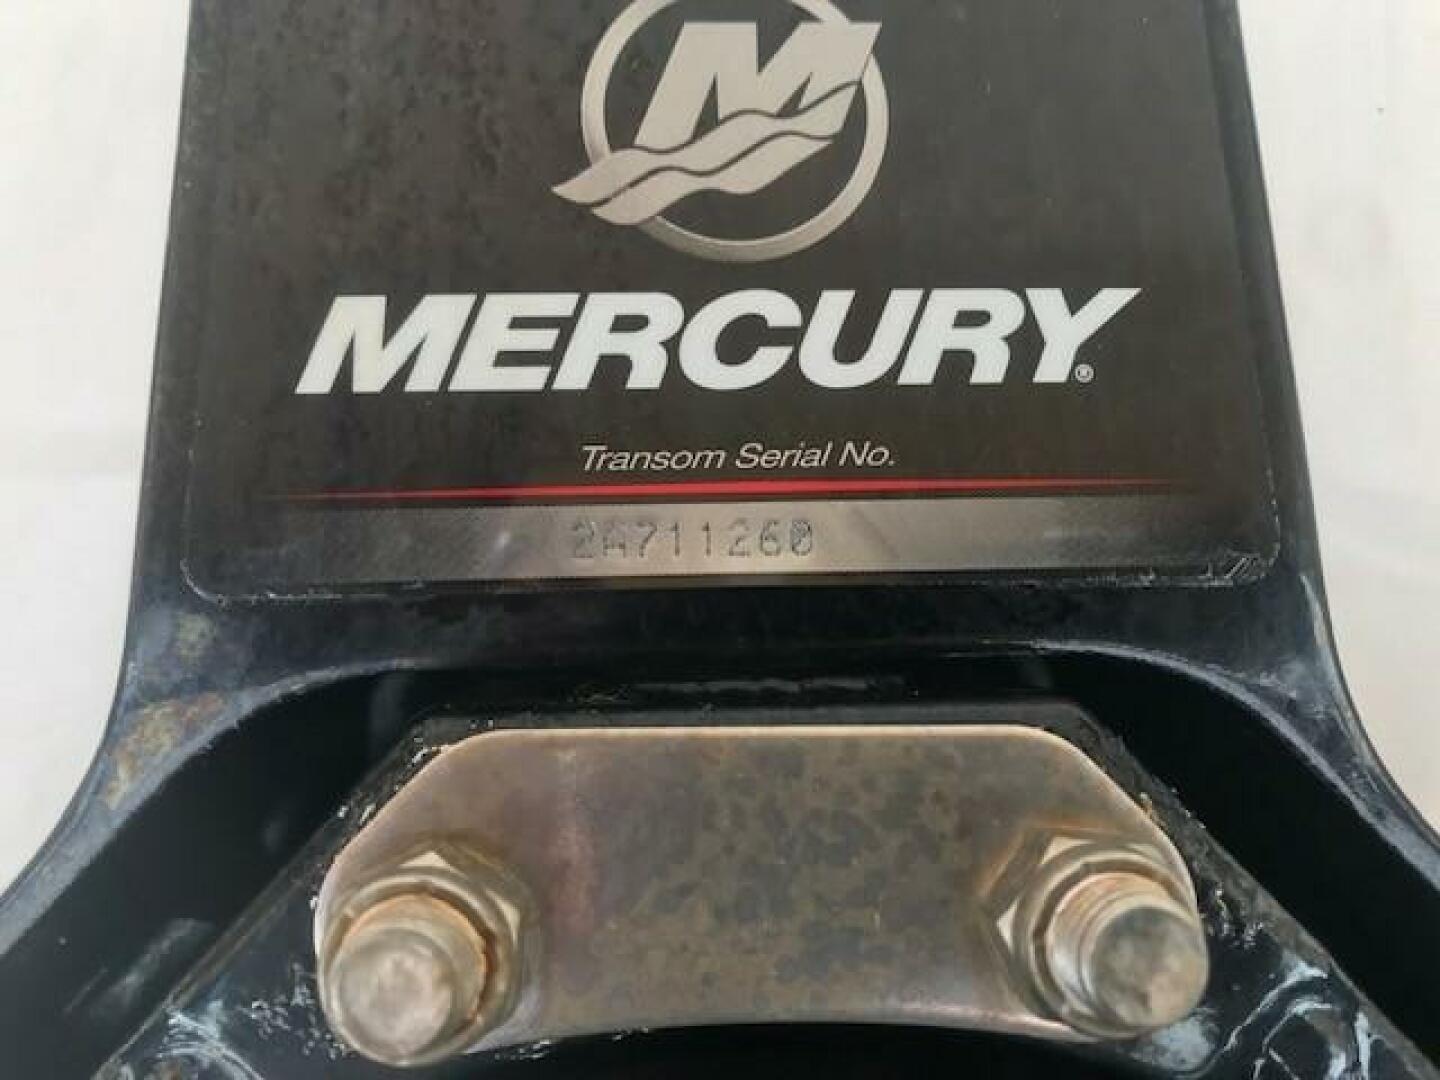 M
MERCURY®
Transom Serial No.
2A711260